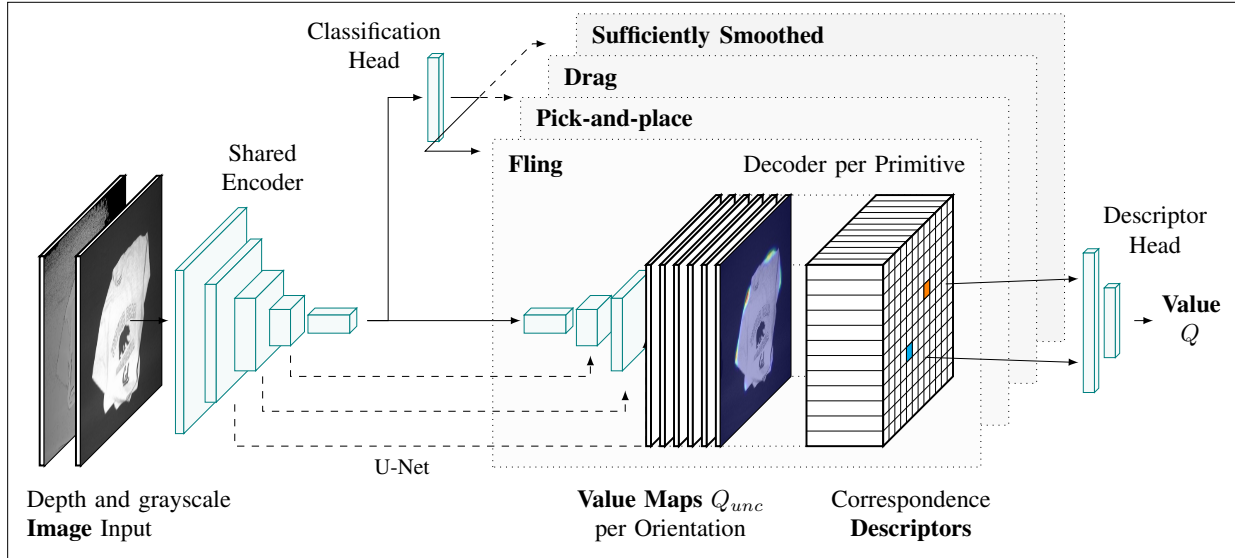 Classification
Head
Sufficiently Smoothed
Drag
Pick-and-place
Fling
Decoder per Primitive
Shared
Encoder
Descriptor
Head
Value
Q
U-Net
Depth and grayscale
Image Input
Value Maps Qunc
per Orientation
Correspondence
Descriptors